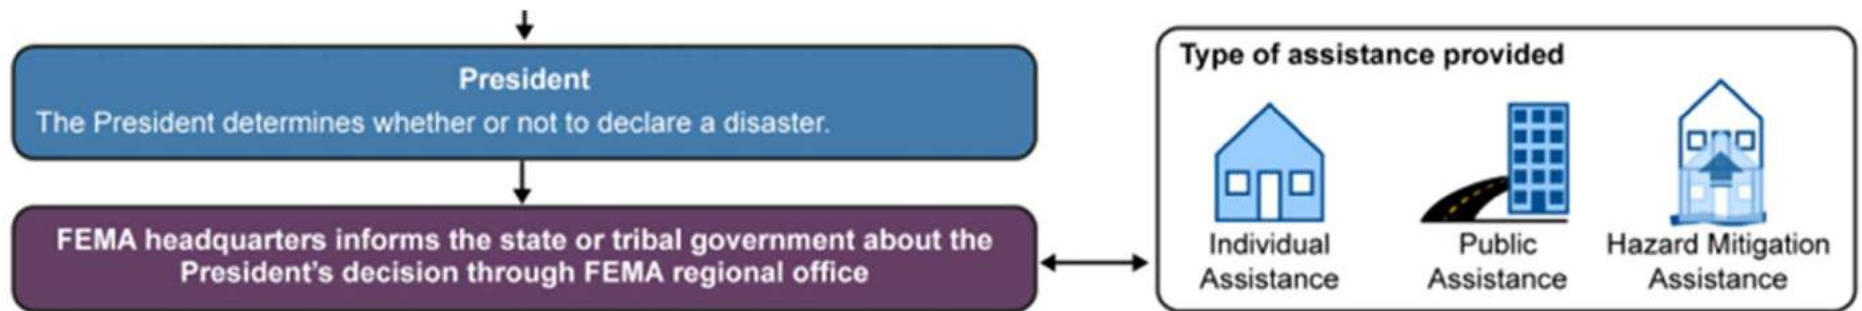 President
The President determines whether or not to declare a disaster.
FEMA headquarters informs the state or tribal government about the
President's decision through FEMA regional office
Type of assistance provided
Individual
Assistance
Public
Assistance
Hazard Mitigation
Assistance